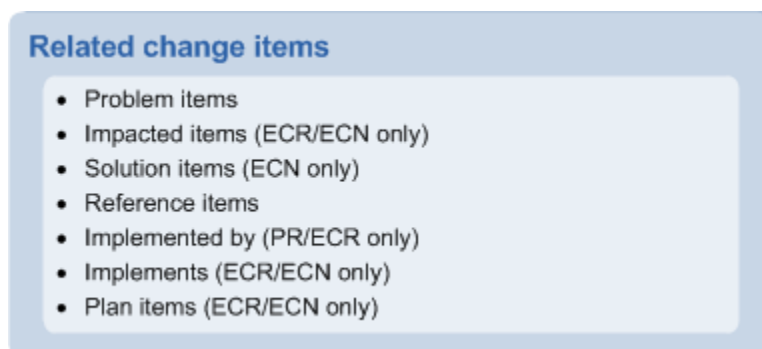 Related change items
• Problem items
• Impacted items (ECR/ECN only)
• Solution items (ECN only)
• Reference items
• Implemented by (PR/ECR only)
• Implements (ECR/ECN only)
• Plan items (ECR/ECN only)